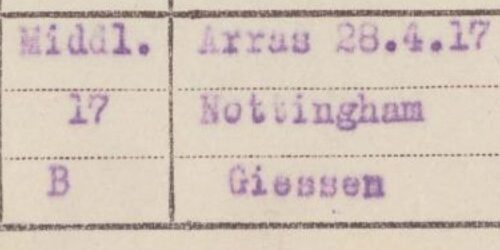 Middl. Arras 28.4.17
17 Nottingham
B Giessen